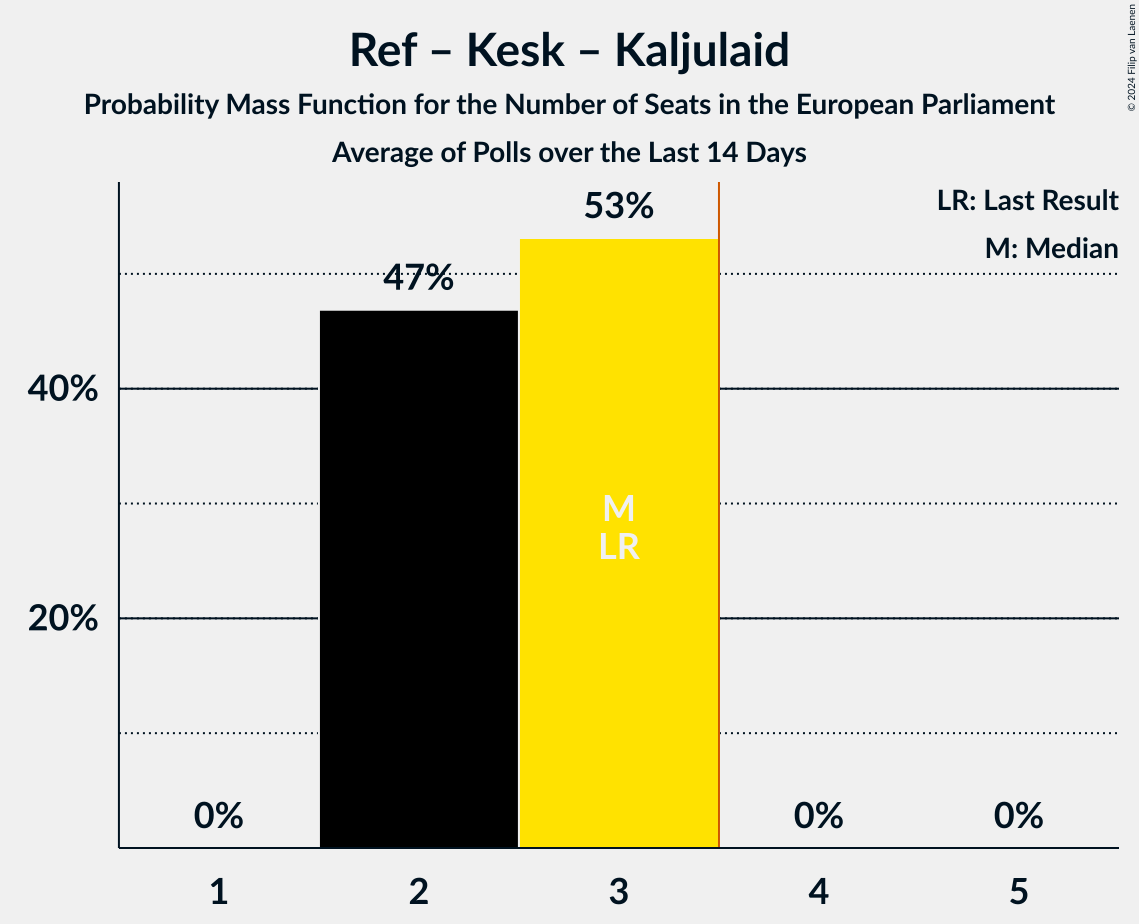 Ref – Kesk – Kaljulaid
Probability Mass Function for the Number of Seats in the European Parliament
Average of Polls over the Last 14 Days
© 2024 Filip van Laenen
LR: Last Result
M: Median
53%
47%
40%
20%
M
LR
0%
0%
0%
1
2
3
4
5